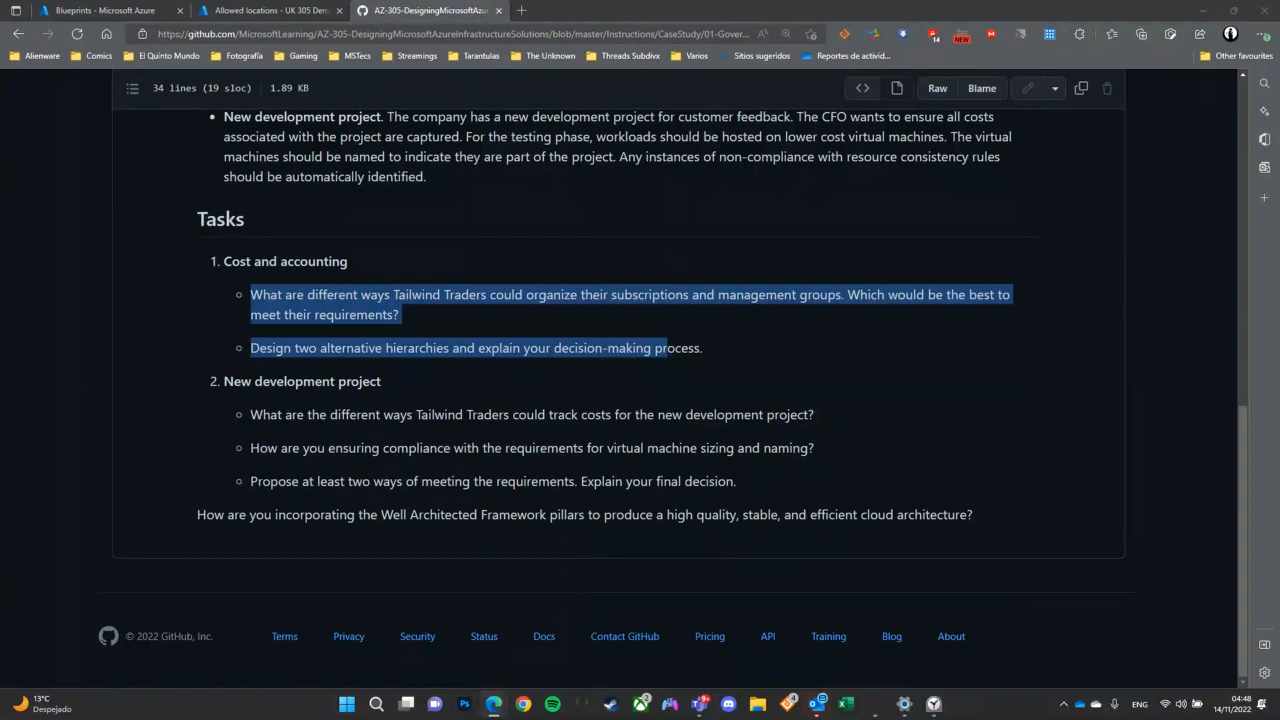 Blueprints - Microsoft Azure
Allowed locations - UK 305 Dem
AZ-305-DesigningMicrosoftAzu
https://github.com/MicrosoftLearning/AZ-305-DesigningMicrosoftAzureInfrastructureSolutions/blob/master/Instructions/CaseStudy/01-Gover...
Alienware Comics El Quinto Mundo Fotografía Gaming MSTecs Streamings Tarantulas The Unknown Threads Subdivx Varios Sitios sugeridos Reportes de activid... Other favourites
34 lines (19 sloc) 1.89 KB Raw Blame
New development project. The company has a new development project for customer feedback. The CFO wants to ensure all costs
associated with the project are captured. For the testing phase, workloads should be hosted on lower cost virtual machines. The virtual
machines should be named to indicate they are part of the project. Any instances of non-compliance with resource consistency rules
should be automatically identified.
Tasks
1. Cost and accounting
What are different ways Tailwind Traders could organize their subscriptions and management groups. Which would be the best to
meet their requirements?
Design two alternative hierarchies and explain your decision-making process.
2. New development project
What are the different ways Tailwind Traders could track costs for the new development project?
How are you ensuring compliance with the requirements for virtual machine sizing and naming?
Propose at least two ways of meeting the requirements. Explain your final decision.
How are you incorporating the Well Architected Framework pillars to produce a high quality, stable, and efficient cloud architecture?
© 2022 GitHub, Inc. Terms Privacy Security Status Docs Contact GitHub Pricing API Training Blog About
13°C
Despejado
ENG
04:48
14/11/2022